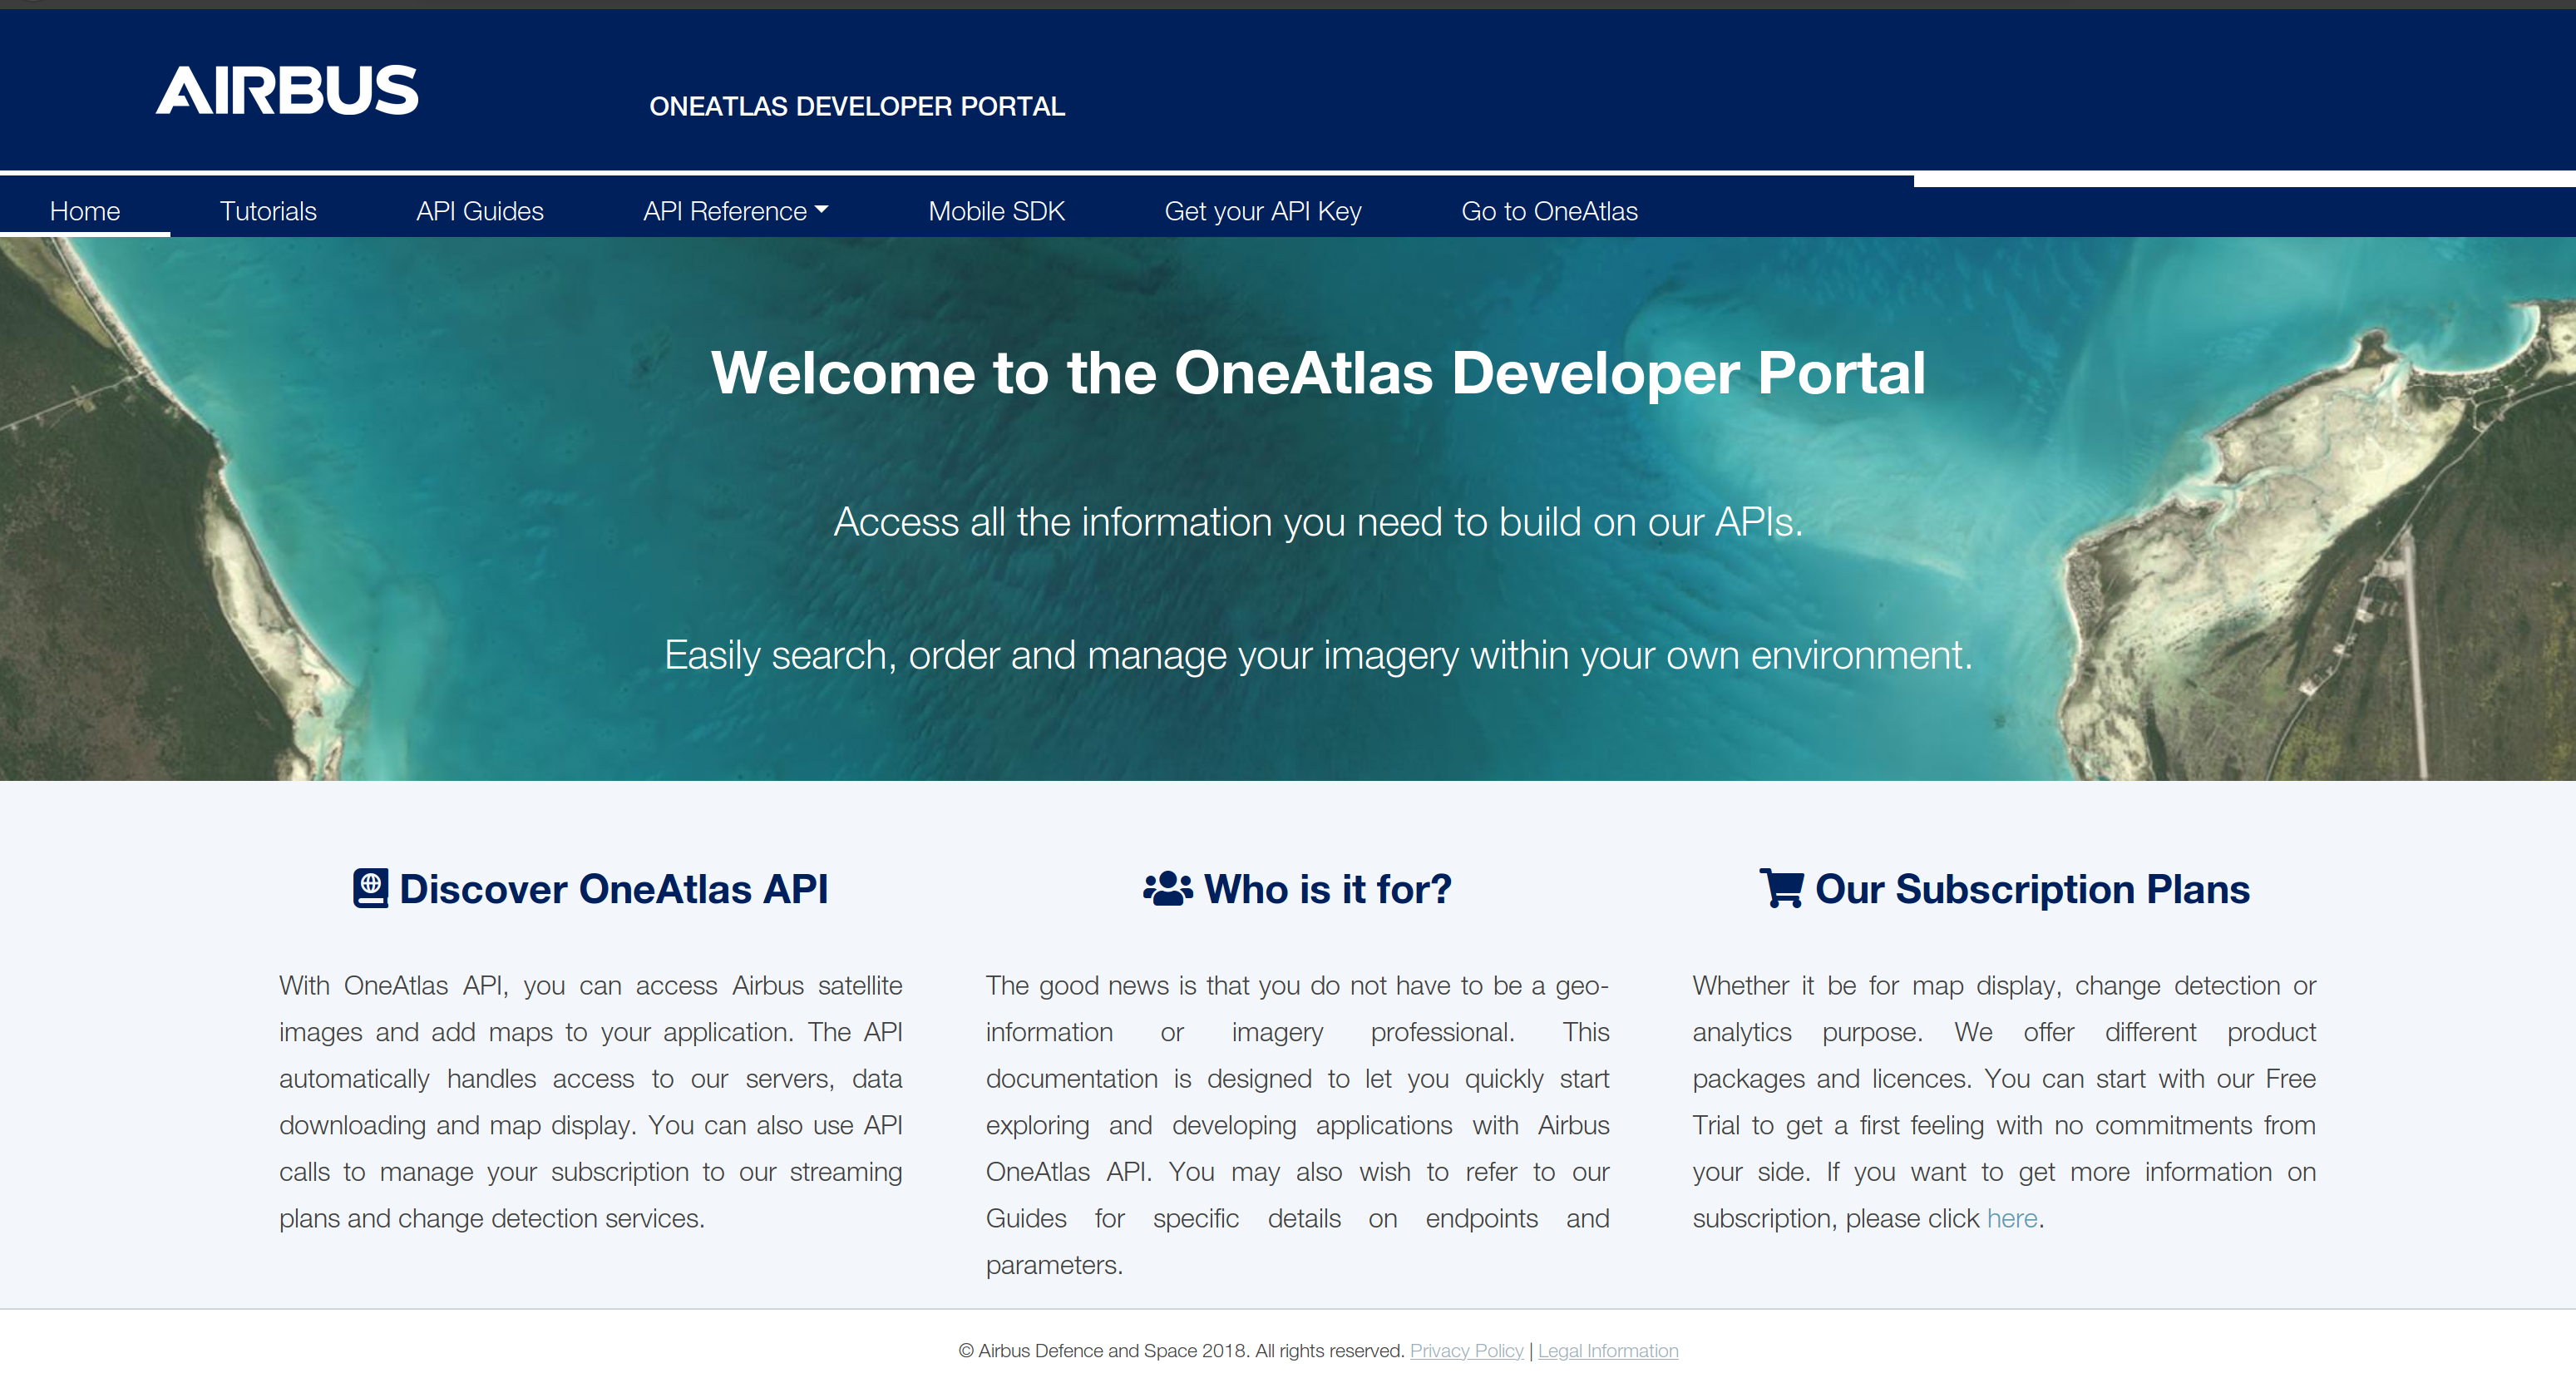 AIRBUS
ONEATLAS DEVELOPER PORTAL
Home Tutorials API Guides API Reference Mobile SDK Get your API Key Go to OneAtlas
Welcome to the OneAtlas Developer Portal
Access all the information you need to build on our APIs.
Easily search, order and manage your imagery within your own environment.
Discover OneAtlas API
With OneAtlas API, you can access Airbus satellite
images and add maps to your application. The API
automatically handles access to our servers, data
downloading and map display. You can also use API
calls to manage your subscription to our streaming
plans and change detection services.
Who is it for?
The good news is that you do not have to be a geo-
information or imagery professional. This
documentation is designed to let you quickly start
exploring and developing applications with Airbus
OneAtlas API. You may also wish to refer to our
Guides for specific details on endpoints and
parameters.
Our Subscription Plans
Whether it be for map display, change detection or
analytics purpose. We offer different product
packages and licences. You can start with our Free
Trial to get a first feeling with no commitments from
your side. If you want to get more information on
subscription, please click here.
© Airbus Defence and Space 2018. All rights reserved. Privacy Policy | Legal Information